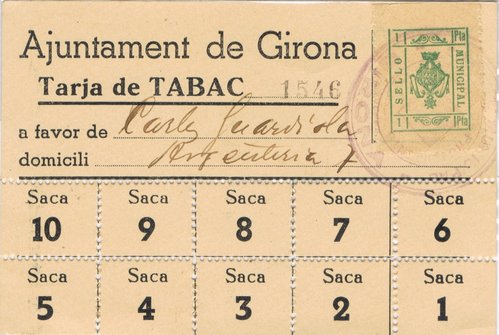 Ajuntament de Girona
Tarja de TABAC 1546
a favor de Carles Guardiola
domicili Argenteria 7
1 Pta
SELLO MUNICIPAL
1 Pta
Saca Saca Saca Saca Saca
10 9 8 7 6
Saca Saca Saca Saca Saca
5 4 3 2 1